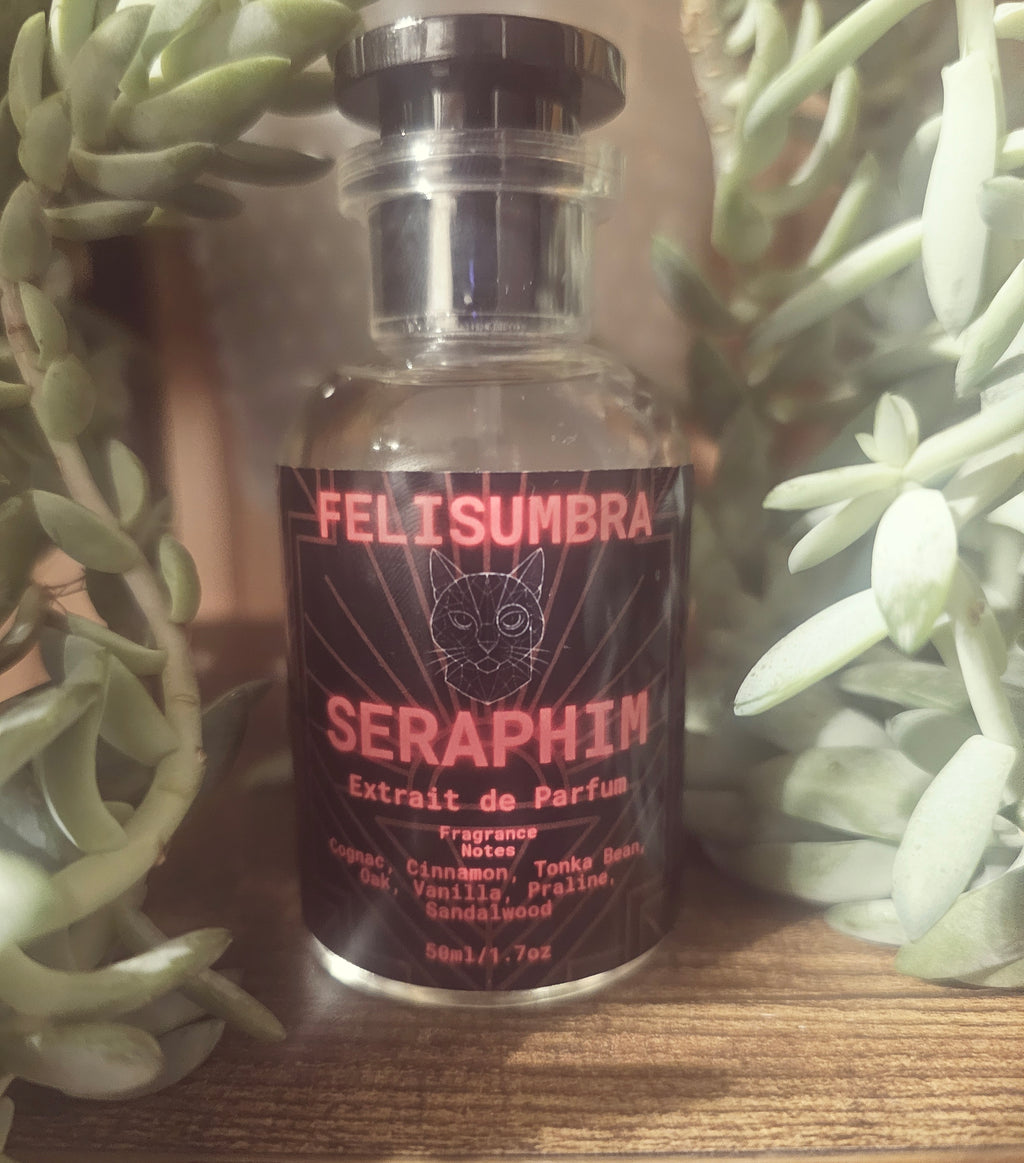 FELISUMBRA
SERAPHIM
Extrait de Parfum
Fragrance
Notes
Cognac, Cinnamon, Tonka Bean,
Oak, Vanilla, Praline,
Sandalwood
50ml/1.7oz